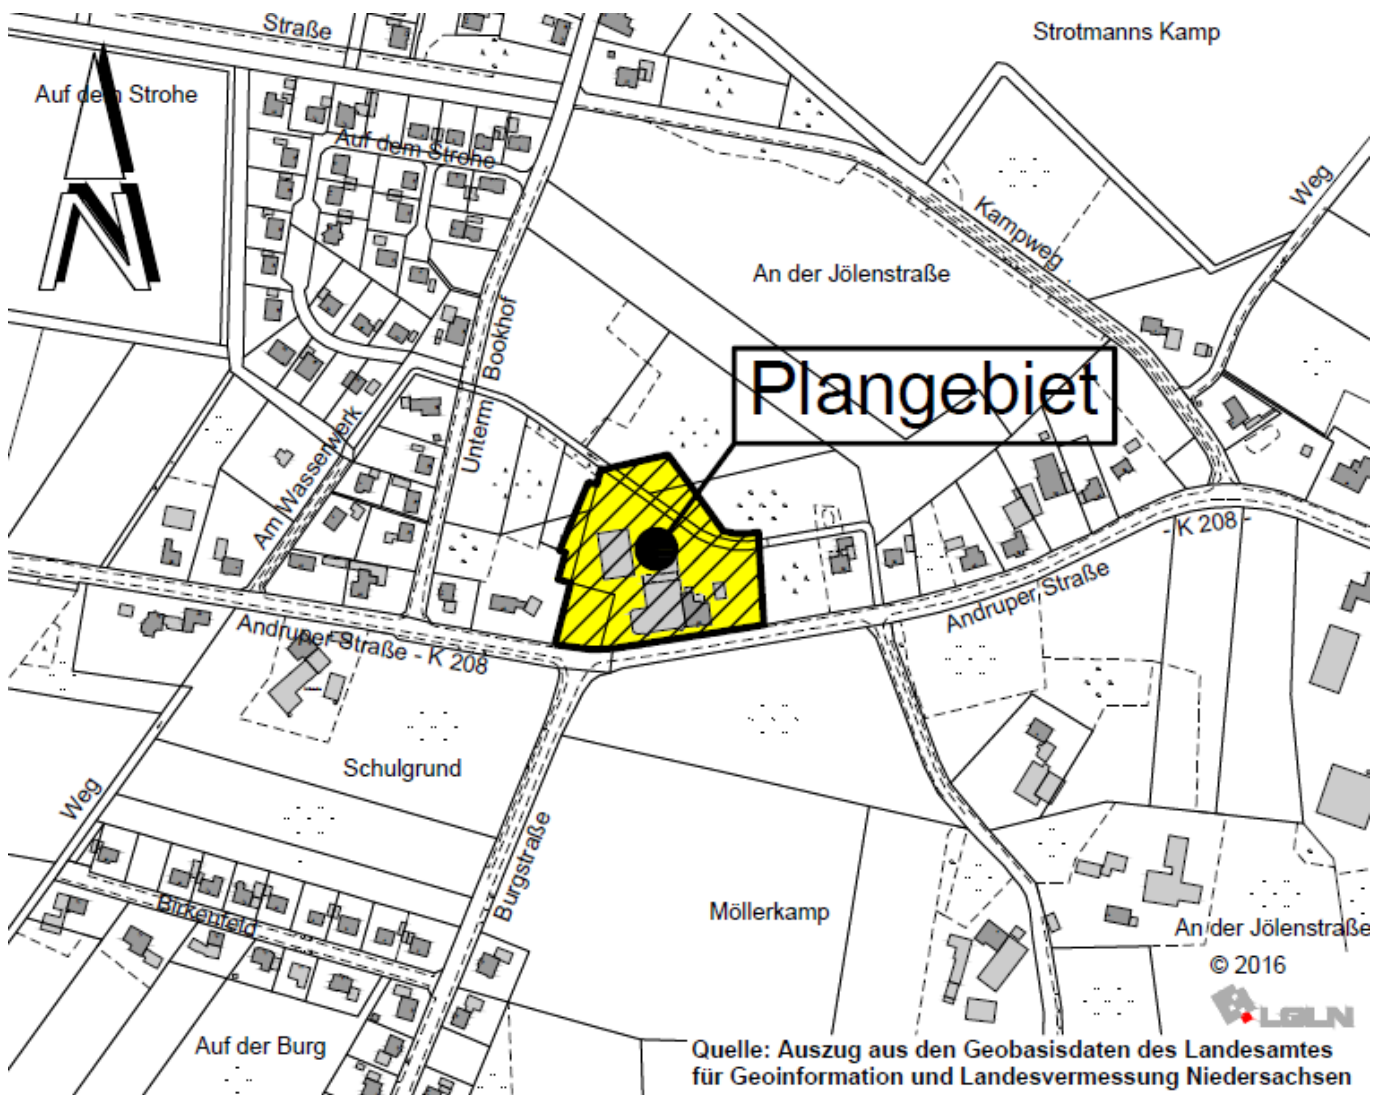 Straße
Strotmanns Kamp
Auf dem Strohe
Auf dem Strohe
Weg
Kampweg
An der Jölenstraße
Unterm Bookhof
Plangebiet
Am Wasserwerk
- K 208 -
Andruper Straße
Andruper Straße - K 208
Schulgrund
Weg
Burgstraße
Birkenfeld
Möllerkamp
An der Jölenstraße
© 2016
LGLN
Auf der Burg
Quelle: Auszug aus den Geobasisdaten des Landesamtes
für Geoinformation und Landesvermessung Niedersachsen
N